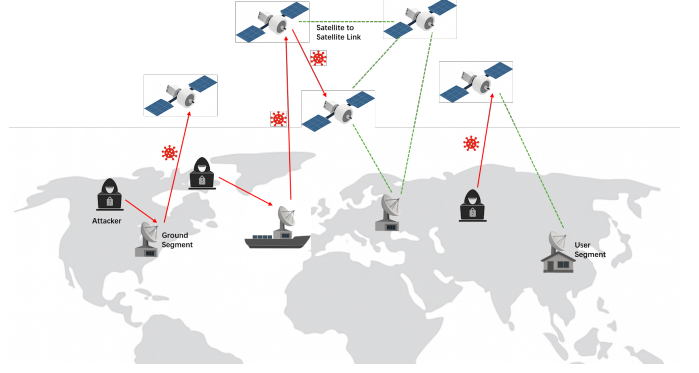 Satellite to
Satellite Link
Attacker
Ground
Segment
User
Segment